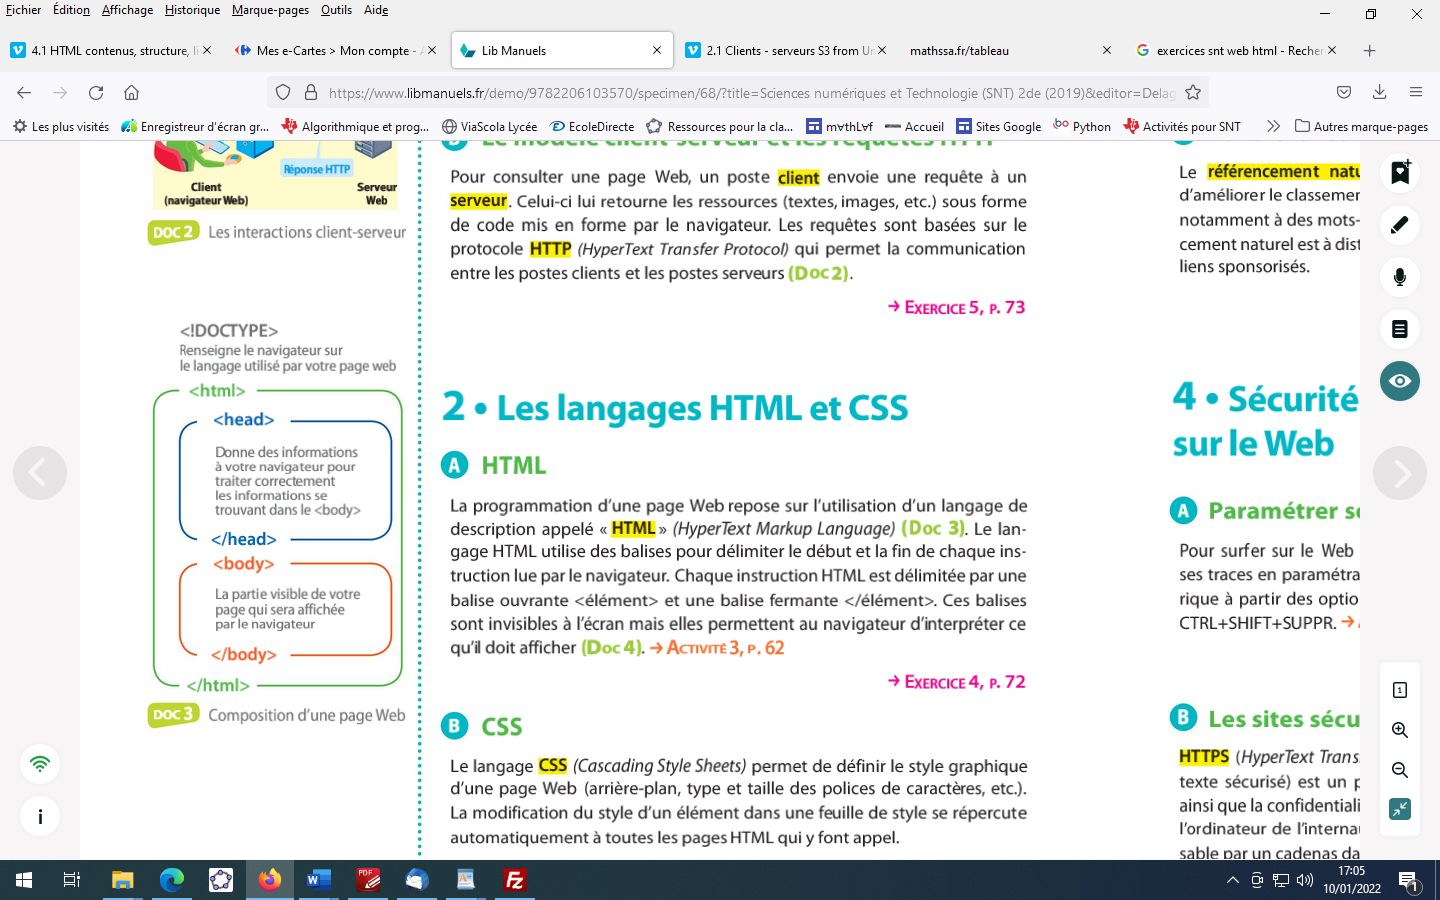 Fichier Édition Affichage Historique Marque-pages Outils Aide
4.1 HTML contenus, structure, li
Mes e-Cartes > Mon compte - A
Lib Manuels
2.1 Clients - serveurs S3 from Un
mathssa.fr/tableau
exercices snt web html - Recher
https://www.libmanuels.fr/demo/9782206103570/specimen/68/?title=Sciences numériques et Technologie (SNT) 2de (2019)&editor=Delag
Les plus visités
Enregistreur d'écran gr...
Algorithmique et prog...
ViaScola Lycée
EcoleDirecte
Ressources pour la cla...
m∀thL∀f
Accueil
Sites Google
Python
Activités pour SNT
Autres marque-pages
Réponse HTTP
Client
(navigateur Web)
Serveur
Web
DOC 2 Les interactions client-serveur
<!DOCTYPE>
Renseigne le navigateur sur
le langage utilisé par votre page web
<html>
<head>
Donne des informations
à votre navigateur pour
traiter correctement
les informations se
trouvant dans le <body>
</head>
<body>
La partie visible de votre
page qui sera affichée
par le navigateur
</body>
</html>
DOC 3 Composition d'une page Web
B Le modèle client-serveur et les requêtes HTTP
Pour consulter une page Web, un poste client envoie une requête à un
serveur. Celui-ci lui retourne les ressources (textes, images, etc.) sous forme
de code mis en forme par le navigateur. Les requêtes sont basées sur le
protocole HTTP (HyperText Transfer Protocol) qui permet la communication
entre les postes clients et les postes serveurs (Doc 2).
→ EXERCICE 5, P. 73
2 • Les langages HTML et CSS
A HTML
La programmation d'une page Web repose sur l'utilisation d'un langage de
description appelé « HTML » (HyperText Markup Language) (Doc 3). Le lan-
gage HTML utilise des balises pour délimiter le début et la fin de chaque ins-
truction lue par le navigateur. Chaque instruction HTML est délimitée par une
balise ouvrante <élément> et une balise fermante </élément>. Ces balises
sont invisibles à l'écran mais elles permettent au navigateur d'interpréter ce
qu'il doit afficher (Doc 4). → ACTIVITÉ 3, P. 62
→ EXERCICE 4, P. 72
B CSS
Le langage CSS (Cascading Style Sheets) permet de définir le style graphique
d'une page Web (arrière-plan, type et taille des polices de caractères, etc.).
La modification du style d'un élément dans une feuille de style se répercute
automatiquement à toutes les pages HTML qui y font appel.
Le référencement natu
d'améliorer le classemen
notamment à des mots-
cement naturel est à dist
liens sponsorisés.
4 • Sécurité
sur le Web
A Paramétrer s
Pour surfer sur le Web
ses traces en paramétra
rique à partir des optio
CTRL+SHIFT+SUPPR. →
B Les sites sécu
HTTPS (HyperText Trans
texte sécurisé) est un p
ainsi que la confidentiali
l'ordinateur de l'interna
sable par un cadenas da
1
i
17:05
10/01/2022
1